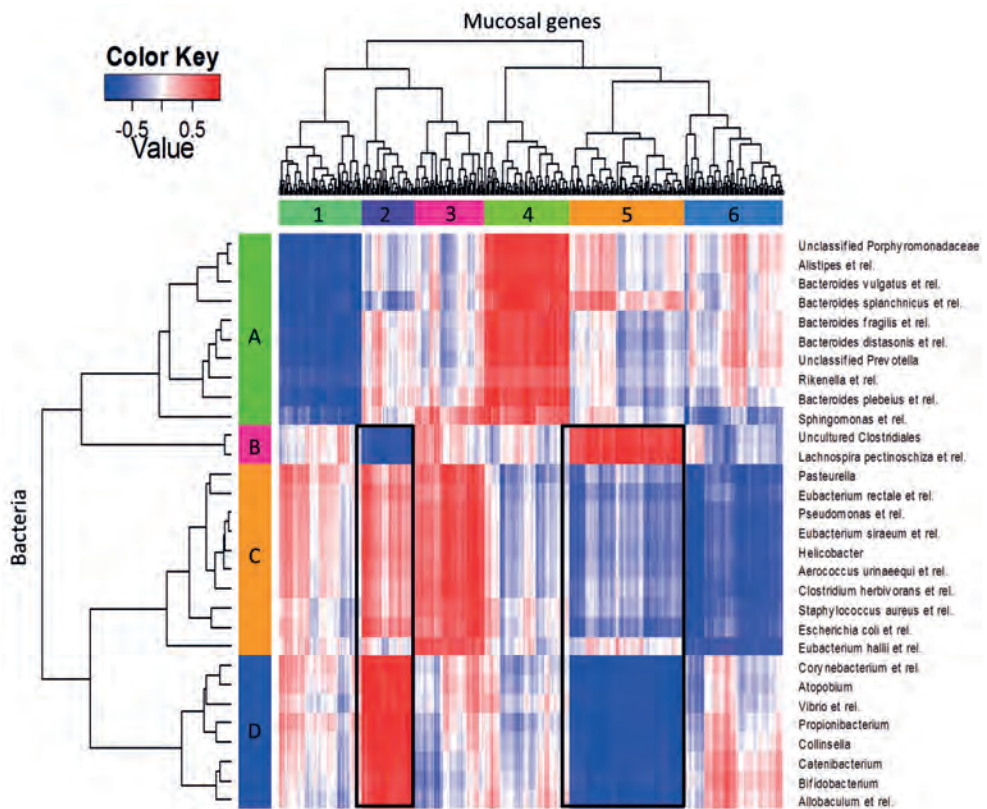 Mucosal genes
Color Key
-0.5 0.5
Value
1 2 3 4 5 6
Bacteria
A
B
C
D
Unclassified Porphyromonadaceae
Alistipes et rel.
Bacteroides vulgatus et rel.
Bacteroides splanchnicus et rel.
Bacteroides fragilis et rel.
Bacteroides distasonis et rel.
Unclassified Prevotella
Rikenella et rel.
Bacteroides plebeius et rel.
Sphingomonas et rel.
Uncultured Clostridiales
Lachnospira pectinoschiza et rel.
Pasteurella
Eubacterium rectale et rel.
Pseudomonas et rel.
Eubacterium siraeum et rel.
Helicobacter
Aerococcus urinaeequi et rel.
Clostridium herbivorans et rel.
Staphylococcus aureus et rel.
Escherichia coli et rel.
Eubacterium hallii et rel.
Corynebacterium et rel.
Atopobium
Vibrio et rel.
Propionibacterium
Collinsella
Catenibacterium
Bifidobacterium
Allobaculum et rel.